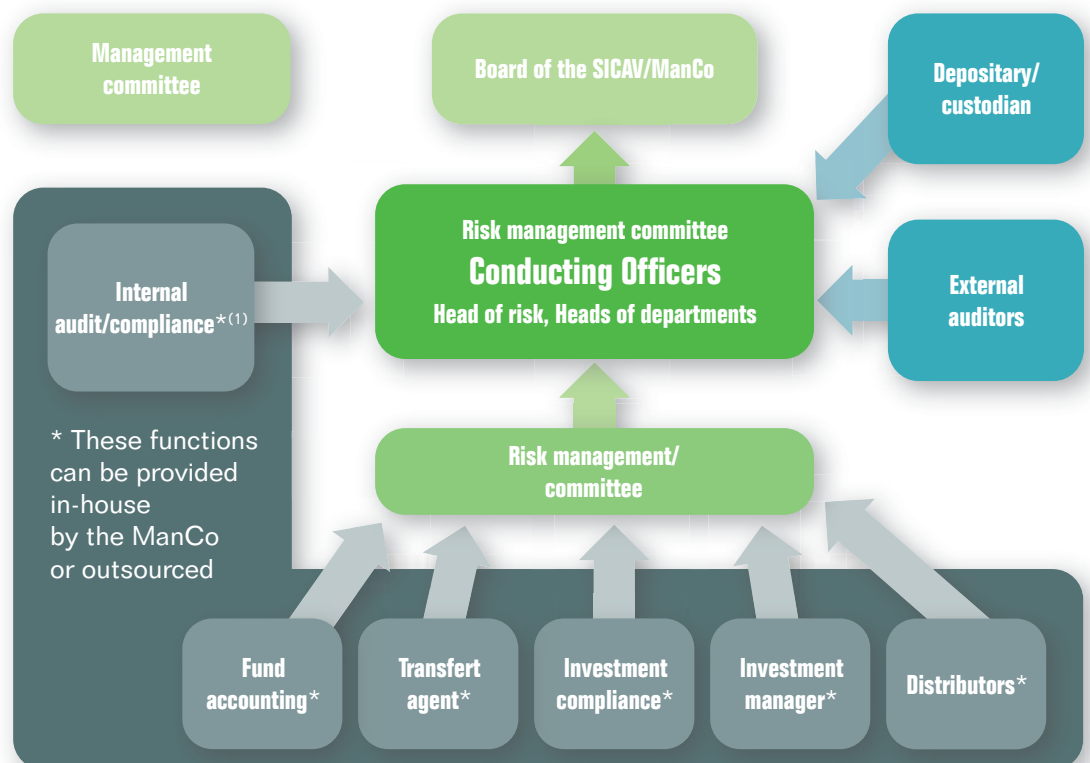 Management
committee
Board of the SICAV/ManCo
Depositary/
custodian
Risk management committee
Conducting Officers
Head of risk, Heads of departments
Internal
audit/compliance*(1)
External
auditors
* These functions
can be provided
in-house
by the ManCo
or outsourced
Risk management/
committee
Fund
accounting*
Transfert
agent*
Investment
compliance*
Investment
manager*
Distributors*